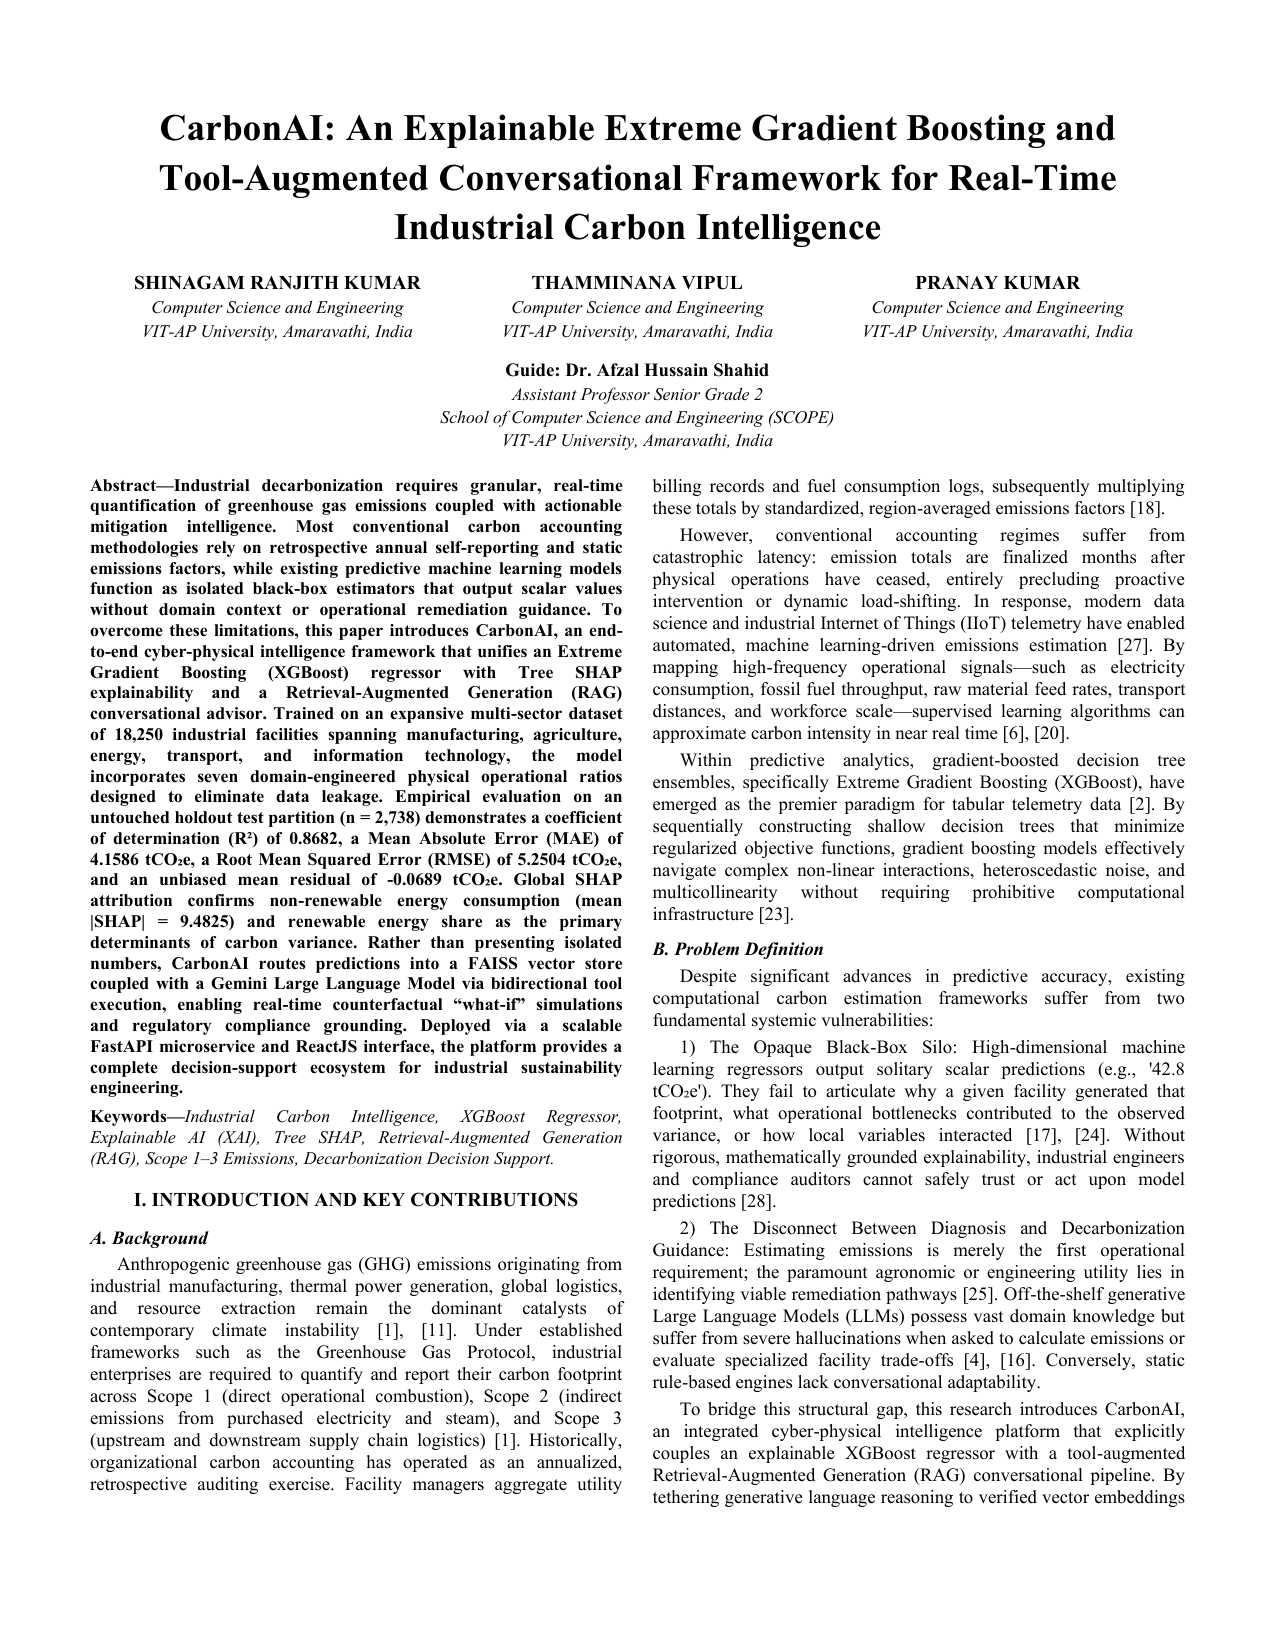 CarbonAI: An Explainable Extreme Gradient Boosting and
Tool-Augmented Conversational Framework for Real-Time
Industrial Carbon Intelligence
SHINAGAM RANJITH KUMAR
Computer Science and Engineering
VIT-AP University, Amaravathi, India
THAMMINANA VIPUL
Computer Science and Engineering
VIT-AP University, Amaravathi, India
PRANAY KUMAR
Computer Science and Engineering
VIT-AP University, Amaravathi, India
Guide: Dr. Afzal Hussain Shahid
Assistant Professor Senior Grade 2
School of Computer Science and Engineering (SCOPE)
VIT-AP University, Amaravathi, India
Abstract—Industrial decarbonization requires granular, real-time
quantification of greenhouse gas emissions coupled with actionable
mitigation intelligence. Most conventional carbon accounting
methodologies rely on retrospective annual self-reporting and static
emissions factors, while existing predictive machine learning models
function as isolated black-box estimators that output scalar values
without domain context or operational remediation guidance. To
overcome these limitations, this paper introduces CarbonAI, an end-
to-end cyber-physical intelligence framework that unifies an Extreme
Gradient Boosting (XGBoost) regressor with Tree SHAP
explainability and a Retrieval-Augmented Generation (RAG)
conversational advisor. Trained on an expansive multi-sector dataset
of 18,250 industrial facilities spanning manufacturing, agriculture,
energy, transport, and information technology, the model
incorporates seven domain-engineered physical operational ratios
designed to eliminate data leakage. Empirical evaluation on an
untouched holdout test partition (n = 2,738) demonstrates a coefficient
of determination (R²) of 0.8682, a Mean Absolute Error (MAE) of
4.1586 tCO₂e, a Root Mean Squared Error (RMSE) of 5.2504 tCO₂e,
and an unbiased mean residual of -0.0689 tCO₂e. Global SHAP
attribution confirms non-renewable energy consumption (mean
|SHAP| = 9.4825) and renewable energy share as the primary
determinants of carbon variance. Rather than presenting isolated
numbers, CarbonAI routes predictions into a FAISS vector store
coupled with a Gemini Large Language Model via bidirectional tool
execution, enabling real-time counterfactual “what-if” simulations
and regulatory compliance grounding. Deployed via a scalable
FastAPI microservice and ReactJS interface, the platform provides a
complete decision-support ecosystem for industrial sustainability
engineering.
Keywords—Industrial Carbon Intelligence, XGBoost Regressor,
Explainable AI (XAI), Tree SHAP, Retrieval-Augmented Generation
(RAG), Scope 1–3 Emissions, Decarbonization Decision Support.
I. INTRODUCTION AND KEY CONTRIBUTIONS
A. Background
Anthropogenic greenhouse gas (GHG) emissions originating from
industrial manufacturing, thermal power generation, global logistics,
and resource extraction remain the dominant catalysts of
contemporary climate instability [1], [11]. Under established
frameworks such as the Greenhouse Gas Protocol, industrial
enterprises are required to quantify and report their carbon footprint
across Scope 1 (direct operational combustion), Scope 2 (indirect
emissions from purchased electricity and steam), and Scope 3
(upstream and downstream supply chain logistics) [1]. Historically,
organizational carbon accounting has operated as an annualized,
retrospective auditing exercise. Facility managers aggregate utility
billing records and fuel consumption logs, subsequently multiplying
these totals by standardized, region-averaged emissions factors [18].
However, conventional accounting regimes suffer from
catastrophic latency: emission totals are finalized months after
physical operations have ceased, entirely precluding proactive
intervention or dynamic load-shifting. In response, modern data
science and industrial Internet of Things (IIoT) telemetry have enabled
automated, machine learning-driven emissions estimation [27]. By
mapping high-frequency operational signals—such as electricity
consumption, fossil fuel throughput, raw material feed rates, transport
distances, and workforce scale—supervised learning algorithms can
approximate carbon intensity in near real time [6], [20].
Within predictive analytics, gradient-boosted decision tree
ensembles, specifically Extreme Gradient Boosting (XGBoost), have
emerged as the premier paradigm for tabular telemetry data [2]. By
sequentially constructing shallow decision trees that minimize
regularized objective functions, gradient boosting models effectively
navigate complex non-linear interactions, heteroscedastic noise, and
multicollinearity without requiring prohibitive computational
infrastructure [23].
B. Problem Definition
Despite significant advances in predictive accuracy, existing
computational carbon estimation frameworks suffer from two
fundamental systemic vulnerabilities:
1) The Opaque Black-Box Silo: High-dimensional machine
learning regressors output solitary scalar predictions (e.g., '42.8
tCO₂e'). They fail to articulate why a given facility generated that
footprint, what operational bottlenecks contributed to the observed
variance, or how local variables interacted [17], [24]. Without
rigorous, mathematically grounded explainability, industrial engineers
and compliance auditors cannot safely trust or act upon model
predictions [28].
2) The Disconnect Between Diagnosis and Decarbonization
Guidance: Estimating emissions is merely the first operational
requirement; the paramount agronomic or engineering utility lies in
identifying viable remediation pathways [25]. Off-the-shelf generative
Large Language Models (LLMs) possess vast domain knowledge but
suffer from severe hallucinations when asked to calculate emissions or
evaluate specialized facility trade-offs [4], [16]. Conversely, static
rule-based engines lack conversational adaptability.
To bridge this structural gap, this research introduces CarbonAI,
an integrated cyber-physical intelligence platform that explicitly
couples an explainable XGBoost regressor with a tool-augmented
Retrieval-Augmented Generation (RAG) conversational pipeline. By
tethering generative language reasoning to verified vector embeddings